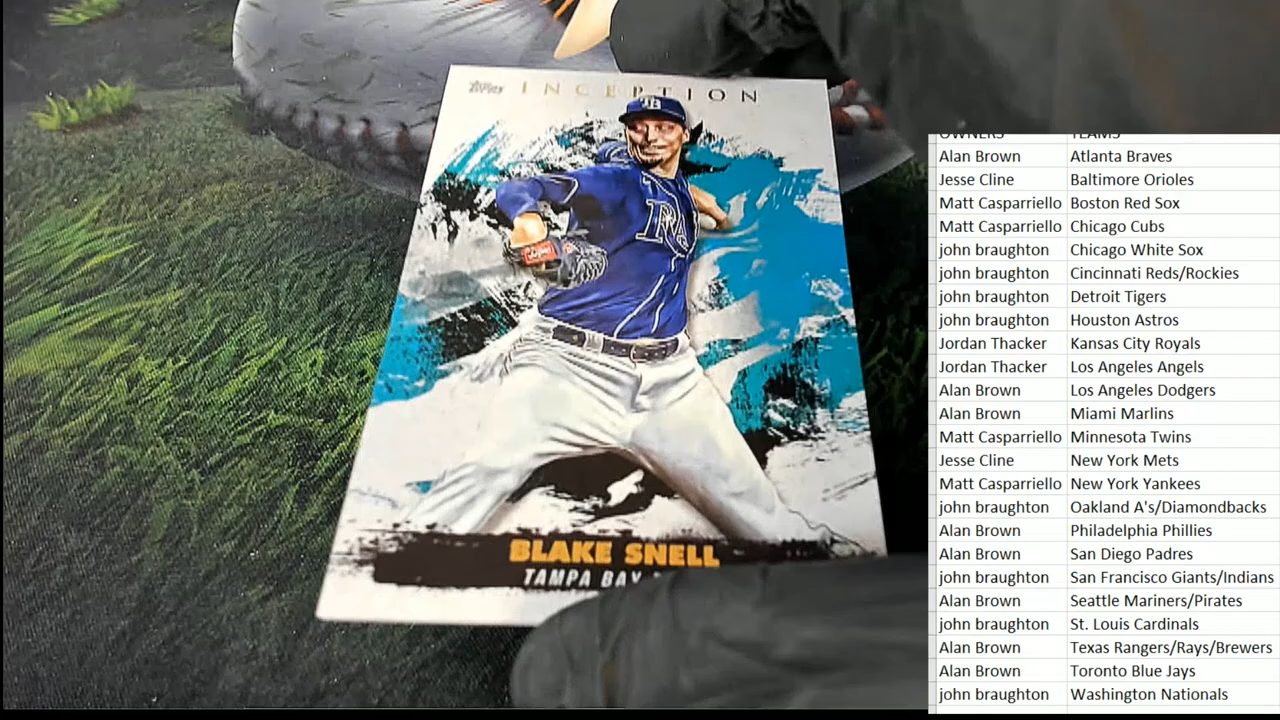 Topps INCEPTION
BLAKE SNELL
TAMPA BAY
OWNERS TEAMS
Alan Brown Atlanta Braves
Jesse Cline Baltimore Orioles
Matt Casparriello Boston Red Sox
Matt Casparriello Chicago Cubs
john braughton Chicago White Sox
john braughton Cincinnati Reds/Rockies
john braughton Detroit Tigers
john braughton Houston Astros
Jordan Thacker Kansas City Royals
Jordan Thacker Los Angeles Angels
Alan Brown Los Angeles Dodgers
Alan Brown Miami Marlins
Matt Casparriello Minnesota Twins
Jesse Cline New York Mets
Matt Casparriello New York Yankees
john braughton Oakland A's/Diamondbacks
Alan Brown Philadelphia Phillies
Alan Brown San Diego Padres
john braughton San Francisco Giants/Indians
Alan Brown Seattle Mariners/Pirates
john braughton St. Louis Cardinals
Alan Brown Texas Rangers/Rays/Brewers
Alan Brown Toronto Blue Jays
john braughton Washington Nationals